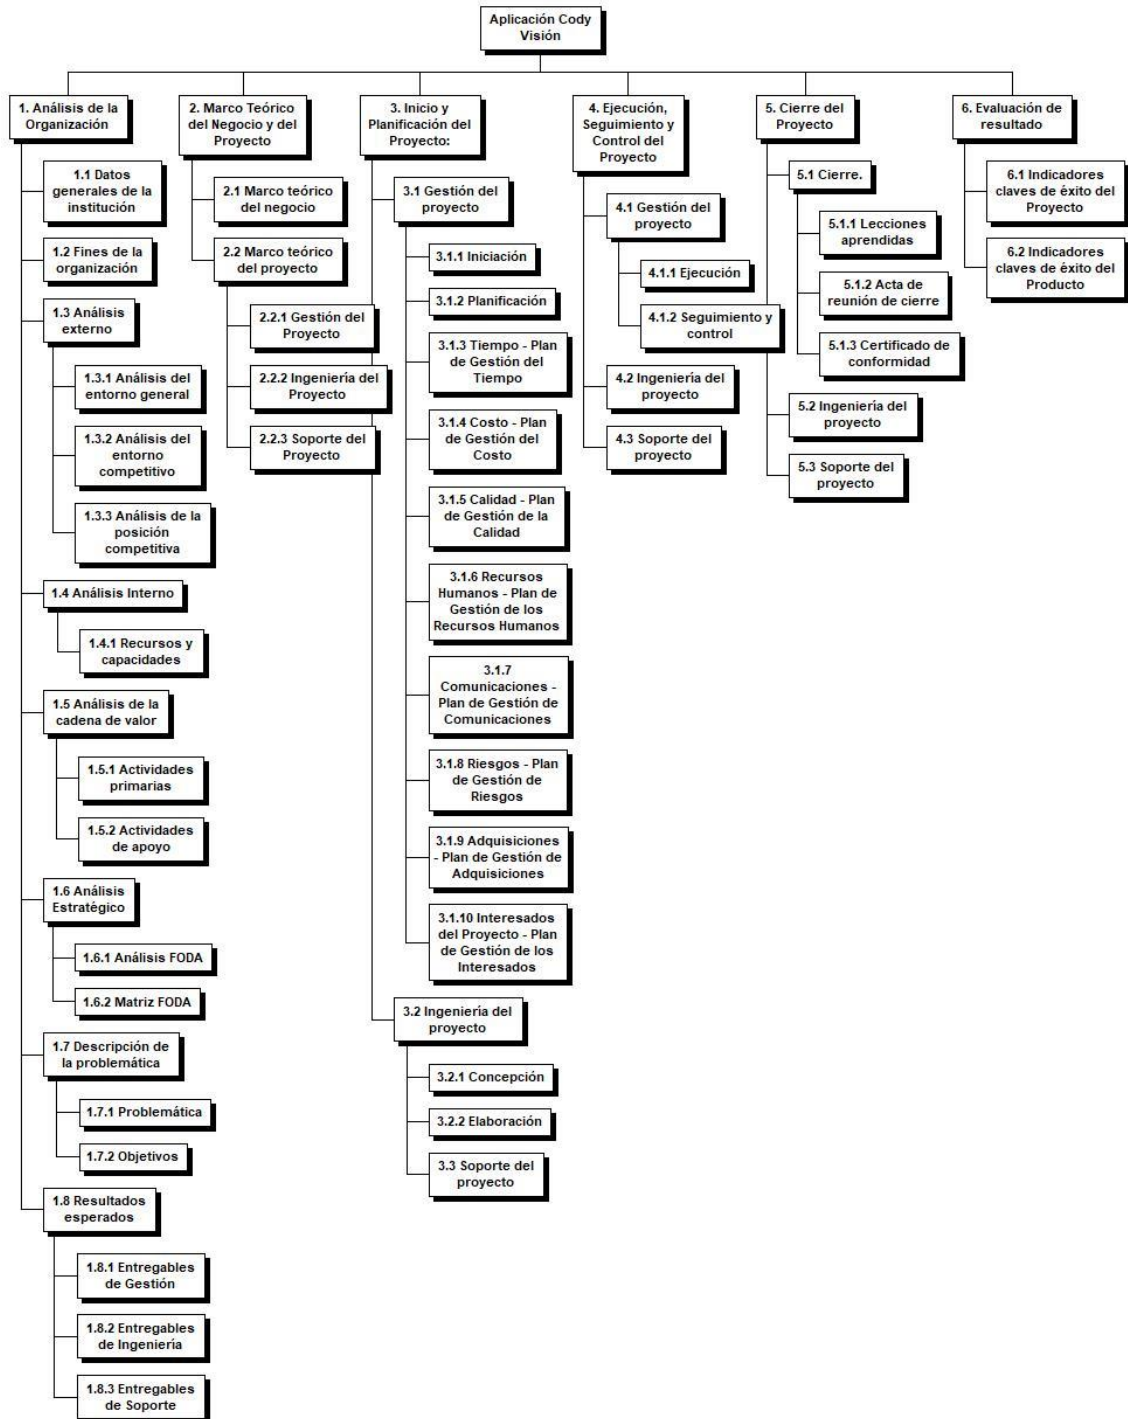 Aplicación Cody
Visión
1. Análisis de la
Organización
1.1 Datos
generales de la
institución
1.2 Fines de la
organización
1.3 Análisis
externo
1.3.1 Análisis del
entorno general
1.3.2 Análisis del
entorno
competitivo
1.3.3 Análisis de la
posición
competitiva
1.4 Análisis Interno
1.4.1 Recursos y
capacidades
1.5 Análisis de la
cadena de valor
1.5.1 Actividades
primarias
1.5.2 Actividades
de apoyo
1.6 Análisis
Estratégico
1.6.1 Análisis FODA
1.6.2 Matriz FODA
1.7 Descripción de
la problemática
1.7.1 Problemática
1.7.2 Objetivos
1.8 Resultados
esperados
1.8.1 Entregables
de Gestión
1.8.2 Entregables
de Ingeniería
1.8.3 Entregables
de Soporte
2. Marco Teórico
del Negocio y del
Proyecto
2.1 Marco teórico
del negocio
2.2 Marco teórico
del proyecto
2.2.1 Gestión del
Proyecto
2.2.2 Ingeniería del
Proyecto
2.2.3 Soporte del
Proyecto
3. Inicio y
Planificación del
Proyecto:
3.1 Gestión del
proyecto
3.1.1 Iniciación
3.1.2 Planificación
3.1.3 Tiempo - Plan
de Gestión del
Tiempo
3.1.4 Costo - Plan
de Gestión del
Costo
3.1.5 Calidad - Plan
de Gestión de la
Calidad
3.1.6 Recursos
Humanos - Plan de
Gestión de los
Recursos Humanos
3.1.7
Comunicaciones -
Plan de Gestión de
Comunicaciones
3.1.8 Riesgos - Plan
de Gestión de
Riesgos
3.1.9 Adquisiciones
- Plan de Gestión de
Adquisiciones
3.1.10 Interesados
del Proyecto - Plan
de Gestión de los
Interesados
3.2 Ingeniería del
proyecto
3.2.1 Concepción
3.2.2 Elaboración
3.3 Soporte del
proyecto
4. Ejecución,
Seguimiento y
Control del
Proyecto
4.1 Gestión del
proyecto
4.1.1 Ejecución
4.1.2 Seguimiento y
control
4.2 Ingeniería del
proyecto
4.3 Soporte del
proyecto
5. Cierre del
Proyecto
5.1 Cierre.
5.1.1 Lecciones
aprendidas
5.1.2 Acta de
reunión de cierre
5.1.3 Certificado de
conformidad
5.2 Ingeniería del
proyecto
5.3 Soporte del
proyecto
6. Evaluación de
resultado
6.1 Indicadores
claves de éxito del
Proyecto
6.2 Indicadores
claves de éxito del
Producto